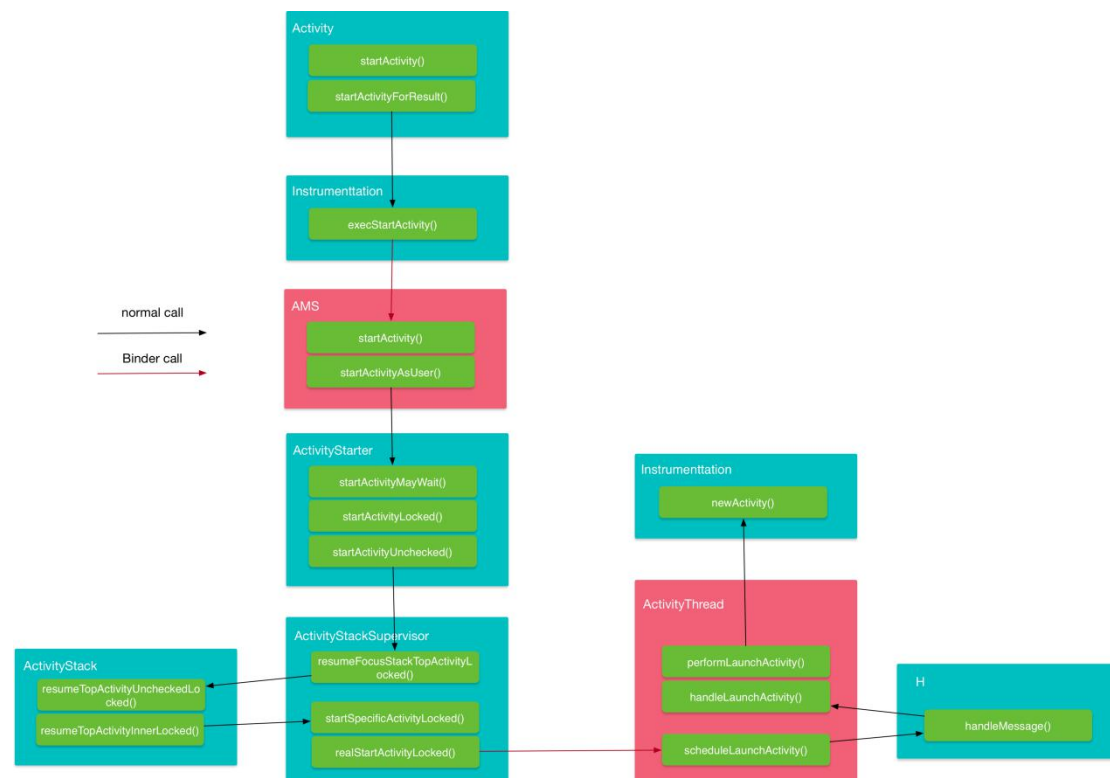 Activity
startActivity()
startActivityForResult()
Instrumenttation
execStartActivity()
AMS
startActivity()
startActivityAsUser()
normal call
Binder call
ActivityStarter
startActivityMayWait()
startActivityLocked()
startActivityUnchecked()
ActivityStackSupervisor
resumeFocusStackTopActivityL
ocked()
startSpecificActivityLocked()
realStartActivityLocked()
ActivityStack
resumeTopActivityUncheckedLo
cked()
resumeTopActivityInnerLocked()
Instrumenttation
newActivity()
ActivityThread
performLaunchActivity()
handleLaunchActivity()
scheduleLaunchActivity()
H
handleMessage()